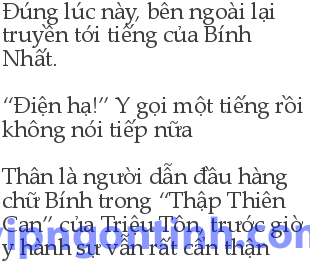 Đúng lúc này, bên ngoài lại
truyền tới tiếng của Bính
Nhất.
“Điện hạ!” Y gọi một tiếng rồi
không nói tiếp nữa
Thân là người dẫn đầu hàng
chữ Bính trong “Thập Thiên
Can” của Triệu Tôn, trước giờ
y hành sự vẫn rất cẩn thận
vipngontinh.com